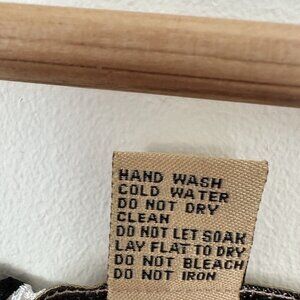 HAND WASH
COLD WATER
DO NOT DRY
CLEAN
DO NOT LET SOAK
LAY FLAT TO DRY
DO NOT BLEACH
DO NOT IRON